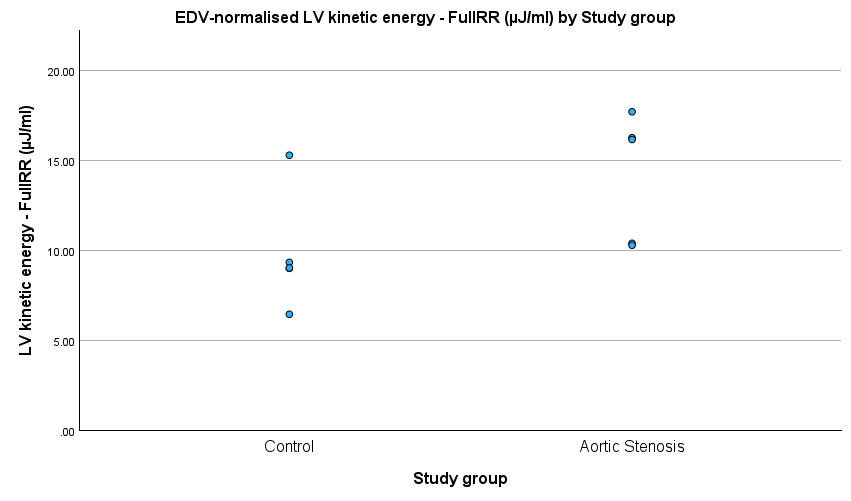 EDV-normalised LV kinetic energy - FullRR (µJ/ml) by Study group
LV kinetic energy - FullRR (µJ/ml)
20.00
15.00
10.00
5.00
.00
Control
Aortic Stenosis
Study group